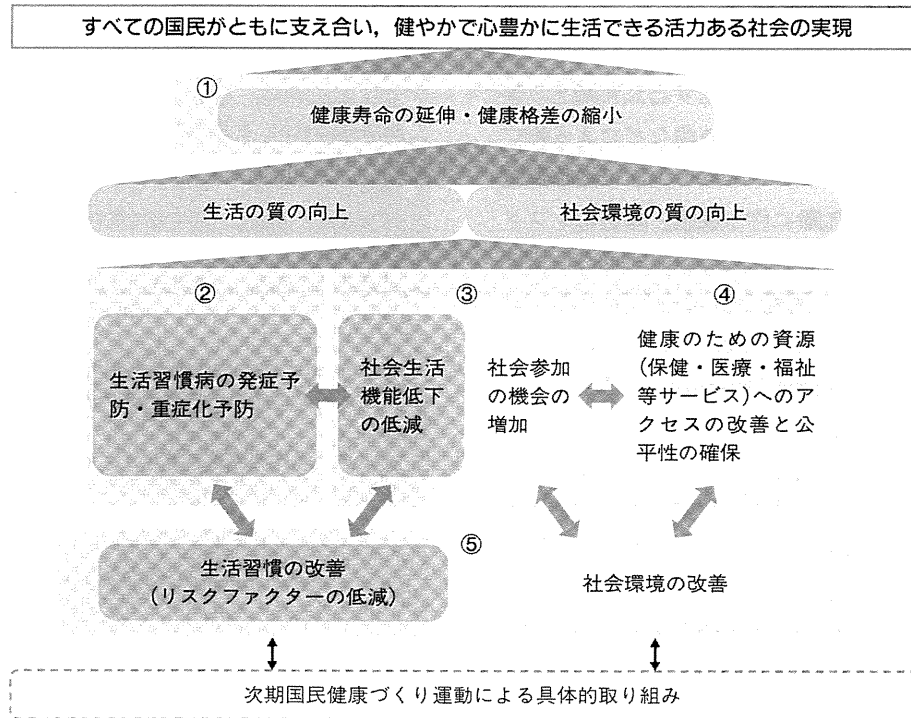 すべての国民がともに支え合い，健やかで心豊かに生活できる活力ある社会の実現
①
健康寿命の延伸・健康格差の縮小
生活の質の向上
社会環境の質の向上
②
③
④
生活習慣病の発症予
防・重症化予防
社会生活
機能低下
の低減
社会参加
の機会の
増加
健康のための資源
(保健・医療・福祉
等サービス)へのア
クセスの改善と公
平性の確保
⑤
生活習慣の改善
(リスクファクターの低減)
社会環境の改善
次期国民健康づくり運動による具体的取り組み